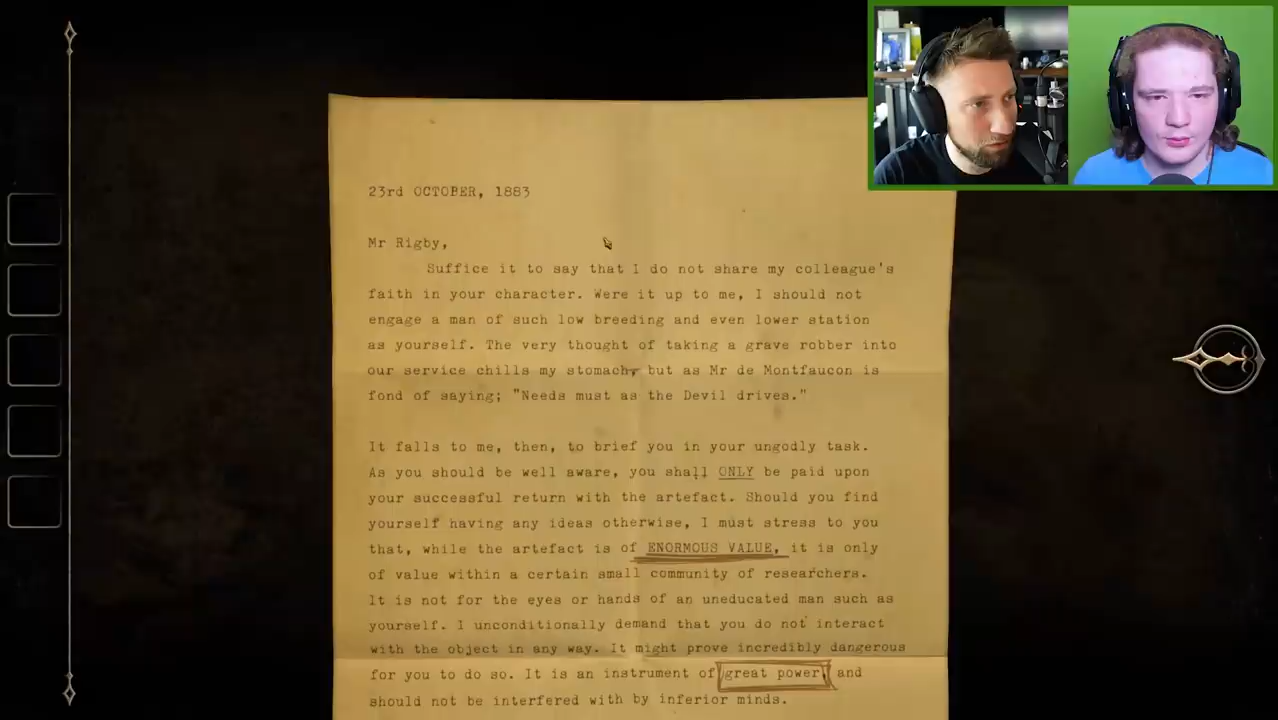 23rd OCTOBER, 1883
Mr Rigby,
Suffice it to say that I do not share my colleague's
faith in your character. Were it up to me, I should not
engage a man of such low breeding and even lower station
as yourself. The very thought of taking a grave robber into
our service chills my stomach, but as Mr de Montfaucon is
fond of saying; "Needs must as the Devil drives."
It falls to me, then, to brief you in your ungodly task.
As you should be well aware, you shall ONLY be paid upon
your successful return with the artefact. Should you find
yourself having any ideas otherwise, I must stress to you
that, while the artefact is of ENORMOUS VALUE, it is only
of value within a certain small community of researchers.
It is not for the eyes or hands of an uneducated man such as
yourself. I unconditionally demand that you do not interact
with the object in any way. It might prove incredibly dangerous
for you to do so. It is an instrument of great power, and
should not be interfered with by inferior minds.